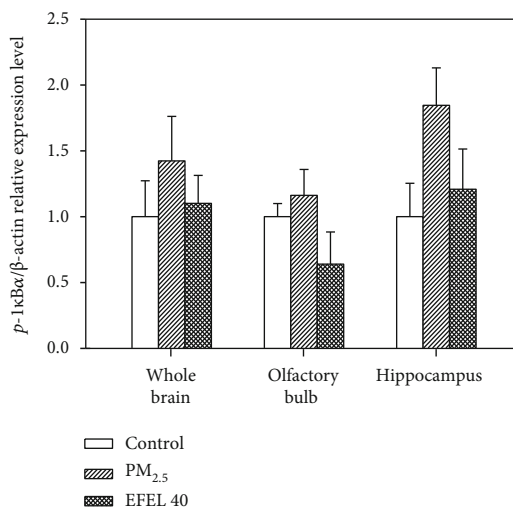 p-1κBα/β-actin relative expression level
2.5
2.0
1.5
1.0
0.5
0.0
Whole
brain
Olfactory
bulb
Hippocampus
Control
PM2.5
EFEL 40